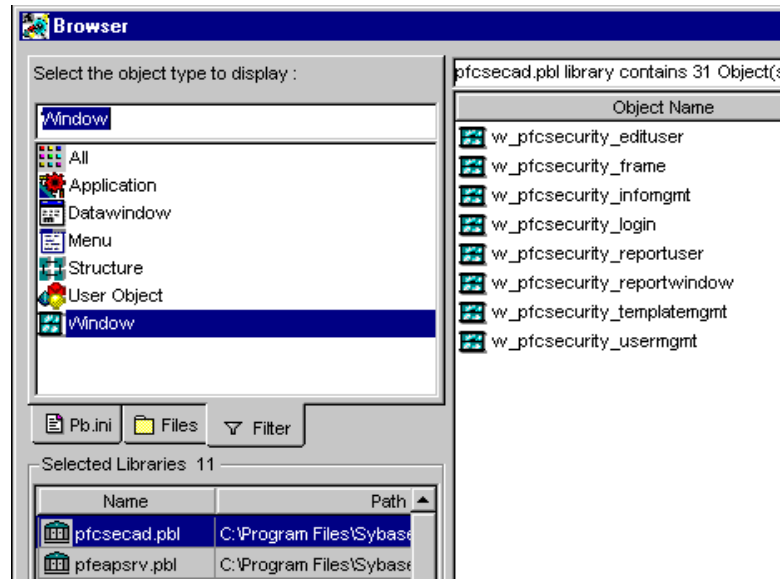 Browser
Select the object type to display :
Window
All
Application
Datawindow
Menu
Structure
User Object
Window
Pb.ini Files Filter
Selected Libraries 11
Name Path
pfcsecad.pbl C:\Program Files\Sybase
pfeapsrv.pbl C:\Program Files\Sybase
pfcsecad.pbl library contains 31 Object(s
Object Name
w_pfcsecurity_edituser
w_pfcsecurity_frame
w_pfcsecurity_infomgmt
w_pfcsecurity_login
w_pfcsecurity_reportuser
w_pfcsecurity_reportwindow
w_pfcsecurity_templatemgmt
w_pfcsecurity_usermgmt